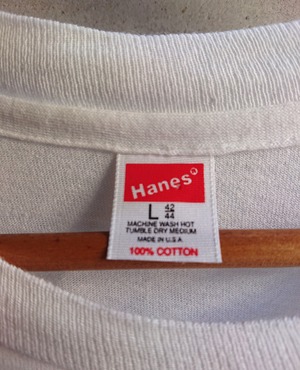 Hanes
L 42
44
MACHINE WASH HOT
TUMBLE DRY MEDIUM
MADE IN U.S.A.
100% COTTON